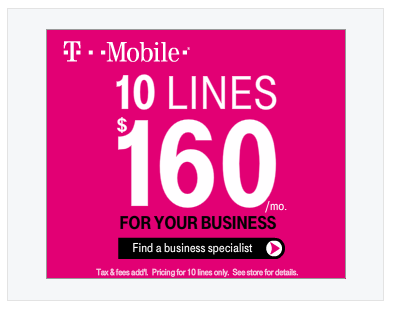 T··Mobile·
10 LINES
$160/mo.
FOR YOUR BUSINESS
Find a business specialist
Tax & fees add'l. Pricing for 10 lines only. See store for details.